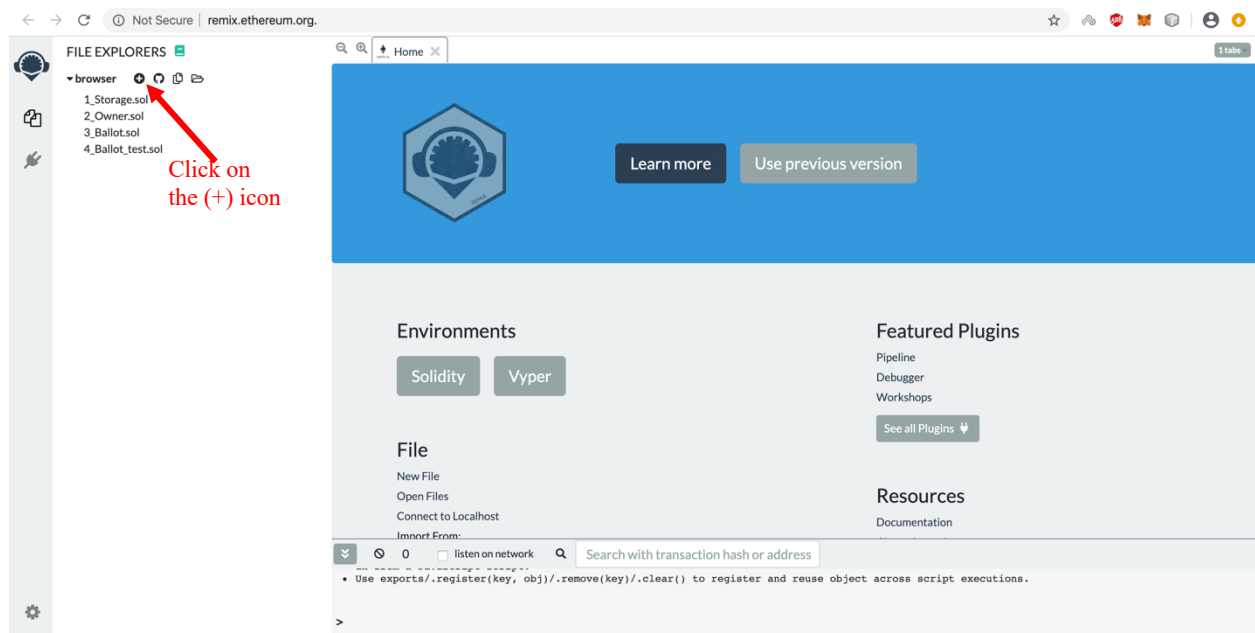 Not Secure | remix.ethereum.org.
FILE EXPLORERS
Home
1 tabs
browser
1_Storage.sol
2_Owner.sol
3_Ballot.sol
4_Ballot_test.sol
Click on
the (+) icon
Learn more
Use previous version
REMIX
Environments
Solidity
Vyper
Featured Plugins
Pipeline
Debugger
Workshops
See all Plugins
File
New File
Open Files
Connect to Localhost
Import From:
Resources
Documentation
0
listen on network
Search with transaction hash or address
• Use exports/.register(key, obj)/.remove(key)/.clear() to register and reuse object across script executions.
>